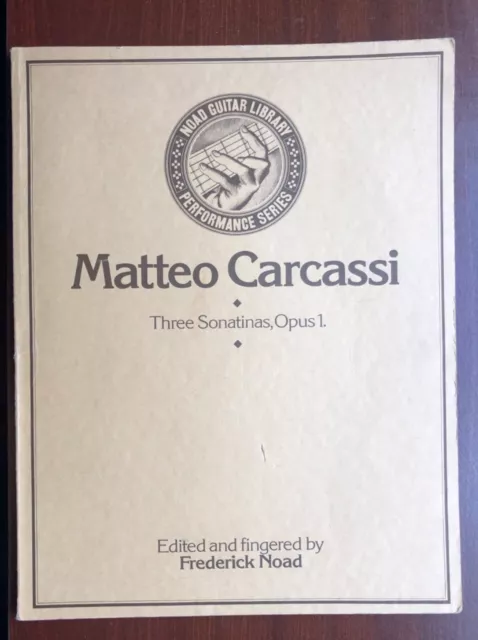 NOAD GUITAR LIBRARY
PERFORMANCE SERIES
Matteo Carcassi
Three Sonatinas, Opus 1.
Edited and fingered by
Frederick Noad